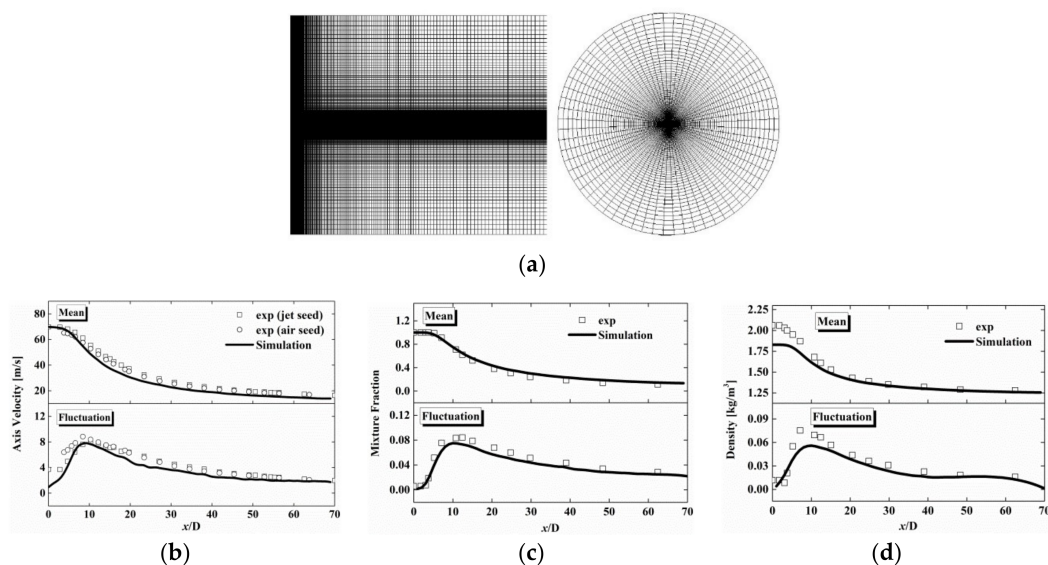 (a)
Mean
exp (jet seed)
exp (air seed)
Simulation
80
60
40
20
Fluctuation
12
8
4
0
Axis Velocity [m/s]
0 10 20 30 40 50 60 70
x/D
(b)
Mean
exp
Simulation
1.2
0.8
0.4
0.0
Fluctuation
0.12
0.08
0.04
0.00
Mixture Fraction
0 10 20 30 40 50 60 70
x/D
(c)
Mean
exp
Simulation
2.25
2.00
1.75
1.50
1.25
Fluctuation
0.09
0.06
0.03
0.00
Density [kg/m³]
0 10 20 30 40 50 60 70
x/D
(d)